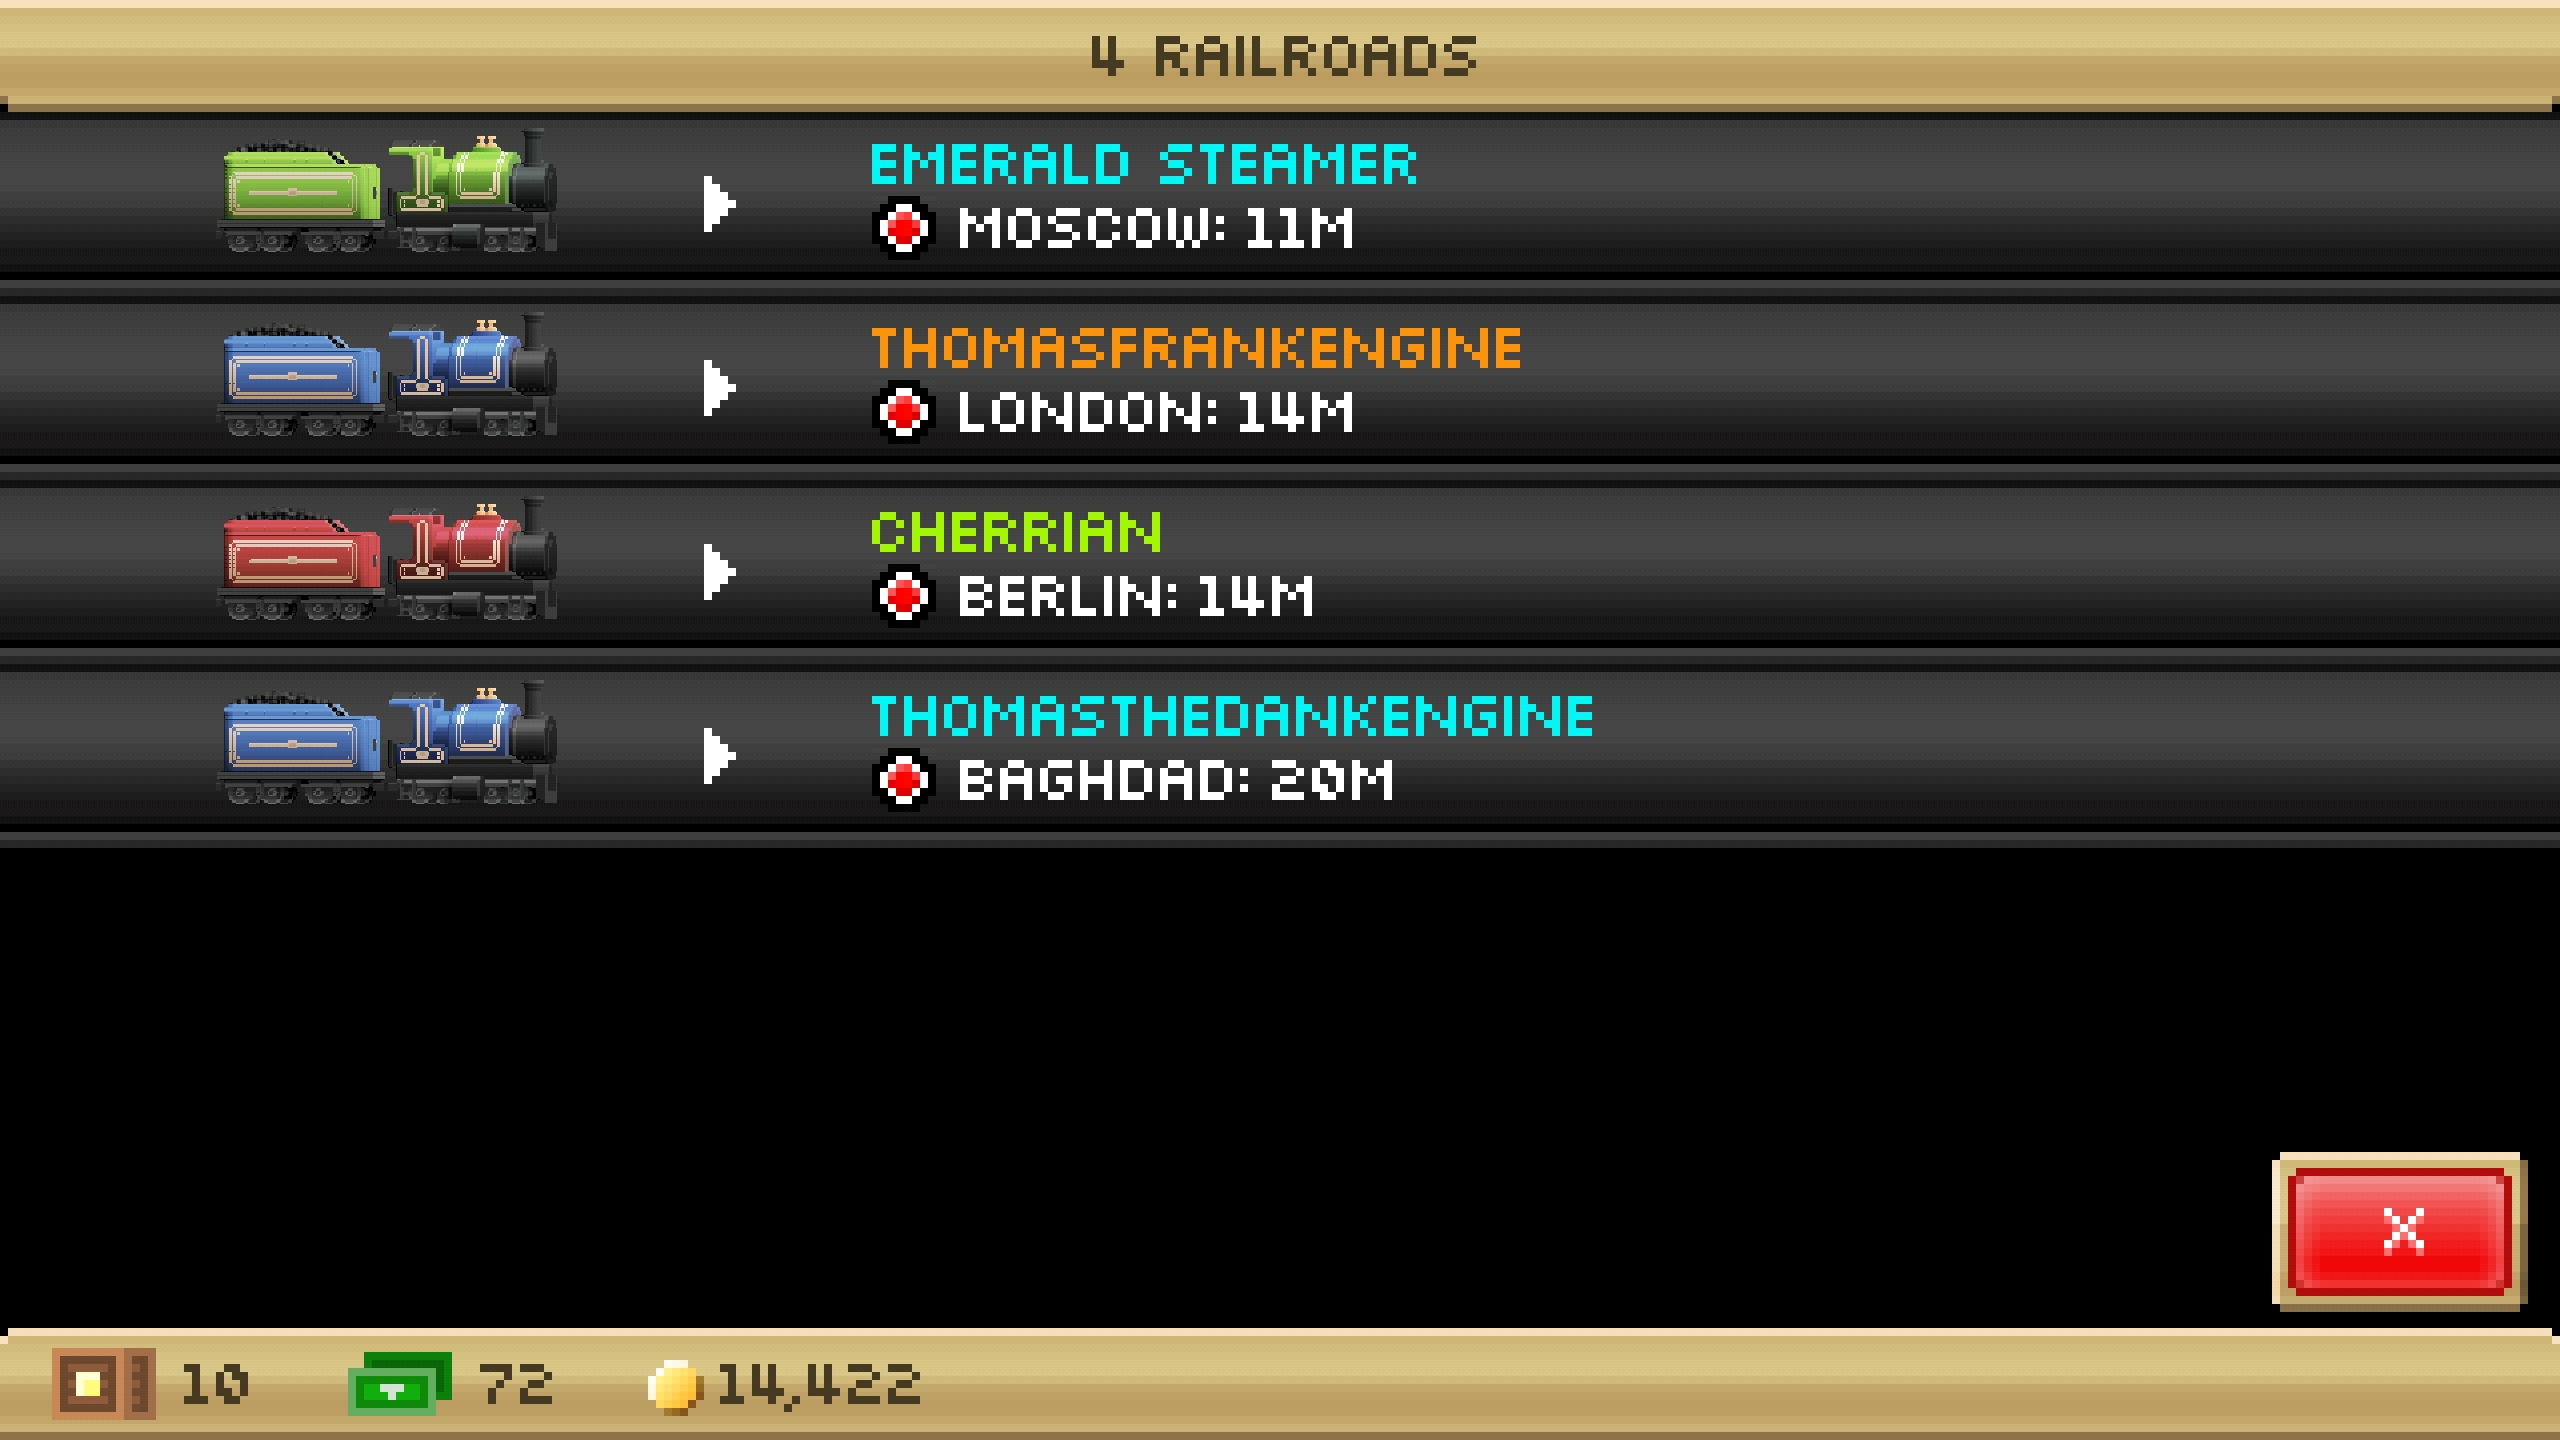 4 RAILROADS
EMERALD STEAMER
MOSCOW: 11M
THOMASFRANKENGINE
LONDON: 14M
CHERRIAN
BERLIN: 14M
THOMASTHEDANKENGINE
BAGHDAD: 20M
X
10 72 14,422